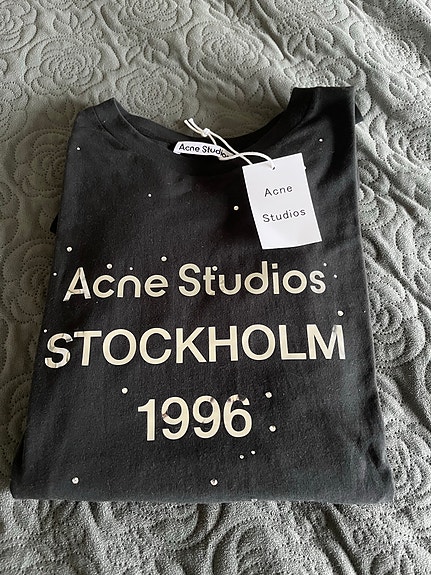 Acne Studios
Acne
Studios
Acne Studios
STOCKHOLM
1996